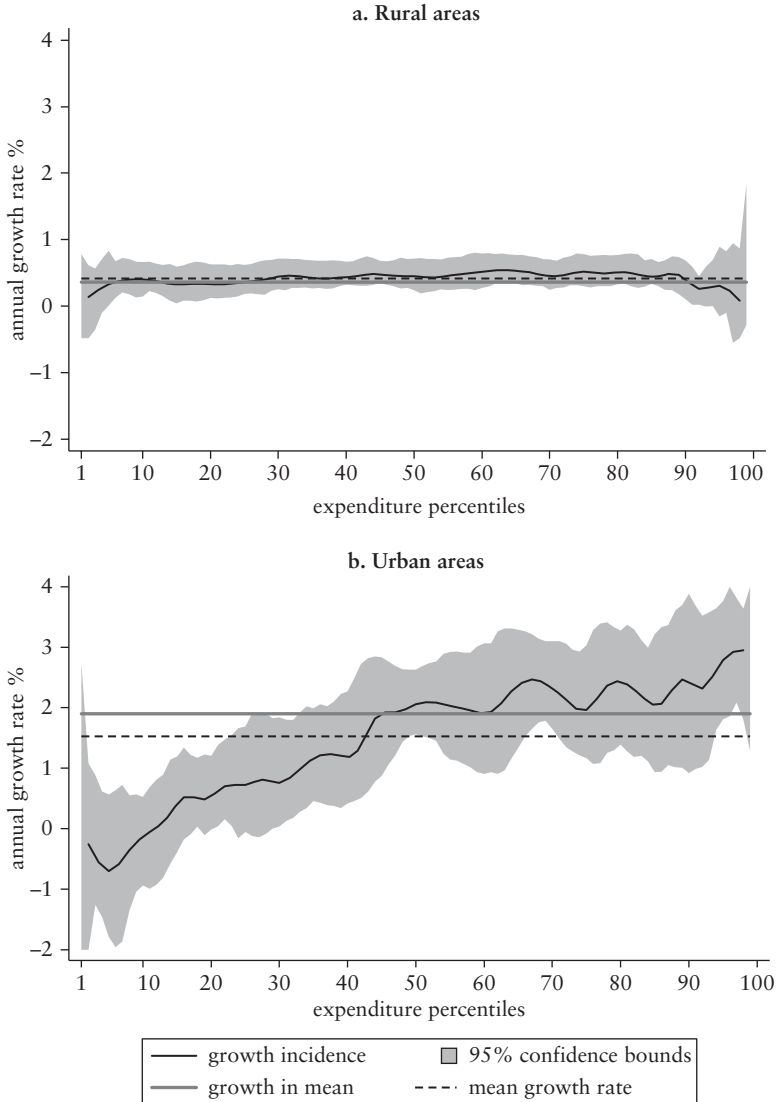 a. Rural areas
4
3
2
1
0
–1
–2
annual growth rate %
1 10 20 30 40 50 60 70 80 90 100
expenditure percentiles
b. Urban areas
4
3
2
1
0
–1
–2
annual growth rate %
1 10 20 30 40 50 60 70 80 90 100
expenditure percentiles
growth incidence 95% confidence bounds
growth in mean mean growth rate